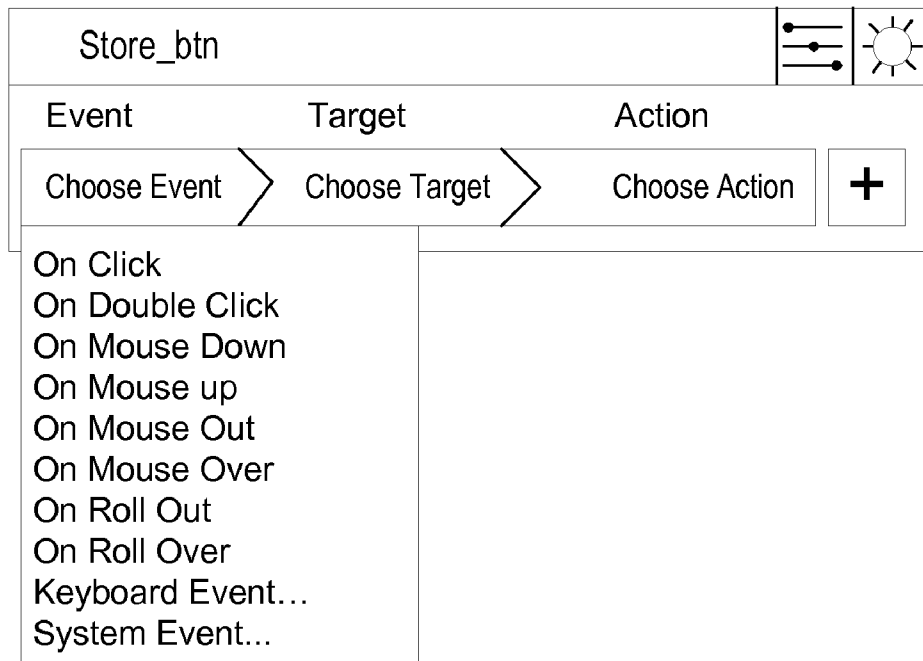 Store_btn
Event Target Action
Choose Event Choose Target Choose Action +
On Click
On Double Click
On Mouse Down
On Mouse up
On Mouse Out
On Mouse Over
On Roll Out
On Roll Over
Keyboard Event...
System Event...